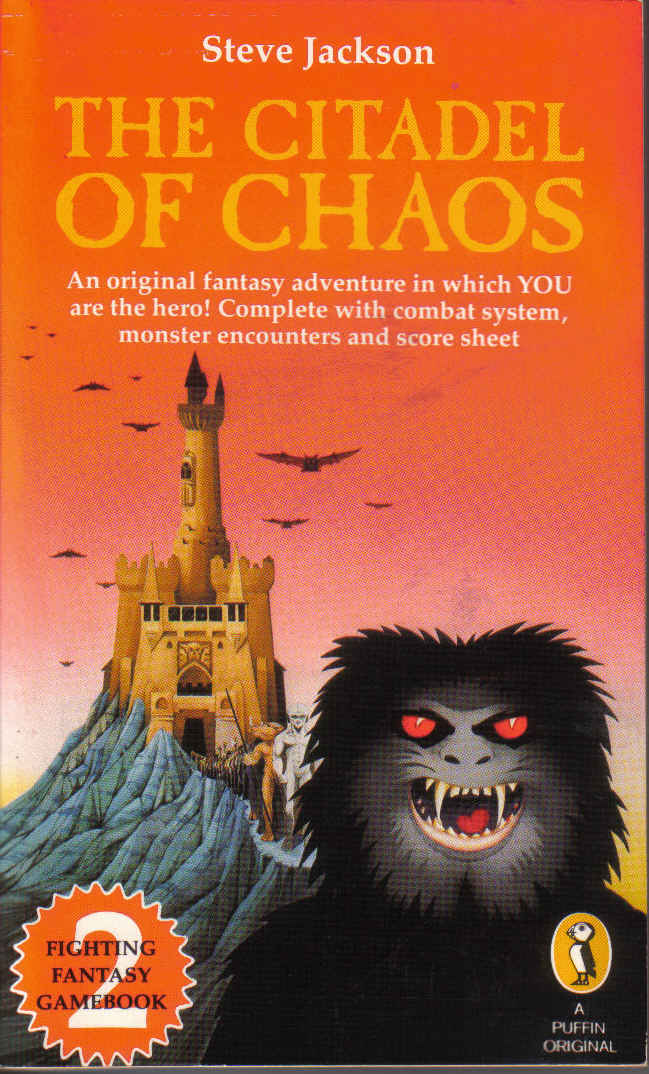 Steve Jackson
THE CITADEL
OF CHAOS
An original fantasy adventure in which YOU
are the hero! Complete with combat system,
monster encounters and score sheet
2
FIGHTING
FANTASY
GAMEBOOK
A
PUFFIN
ORIGINAL